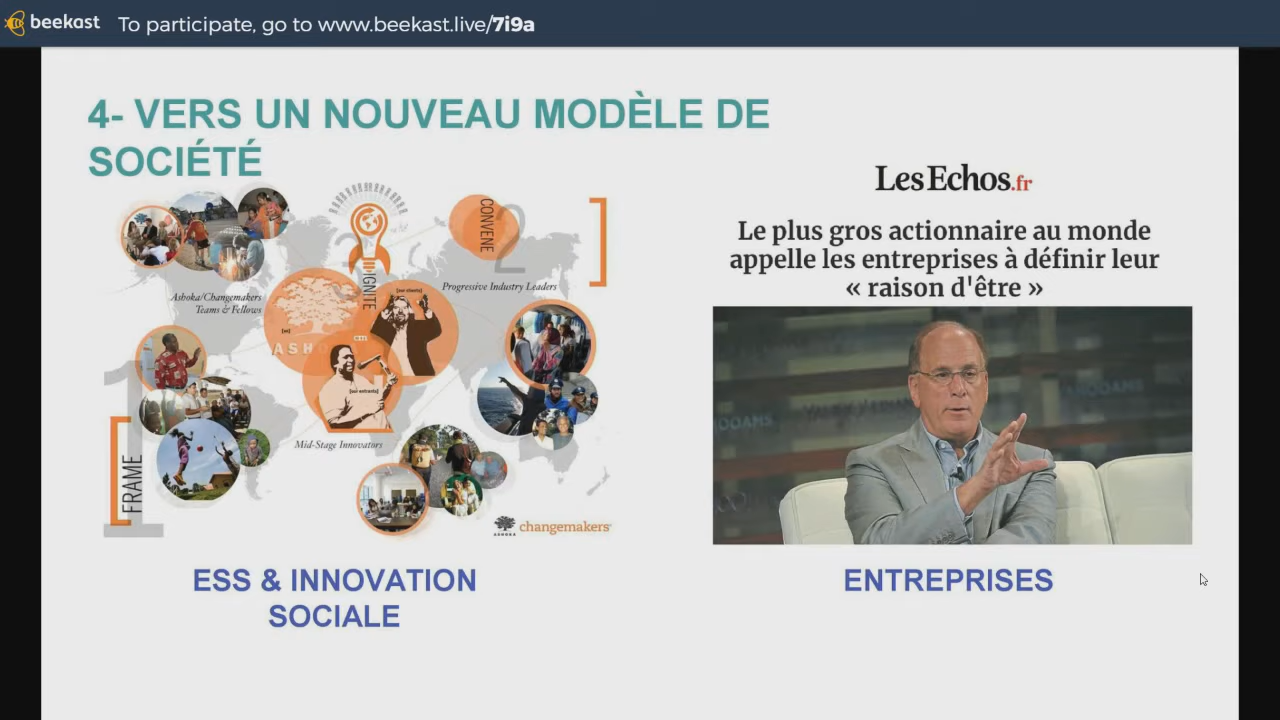 beekast To participate, go to www.beekast.live/7i9a
4- VERS UN NOUVEAU MODÈLE DE
SOCIÉTÉ
LesEchos.fr
Le plus gros actionnaire au monde
appelle les entreprises à définir leur
« raison d'être »
CONVENE
2
IGNITE
Progressive Industry Leaders
Ashoka/Changemakers
Teams & Fellows
1
FRAME
Mid-Stage Innovators
ASHOKA
changemakers
ESS & INNOVATION
SOCIALE
ENTREPRISES